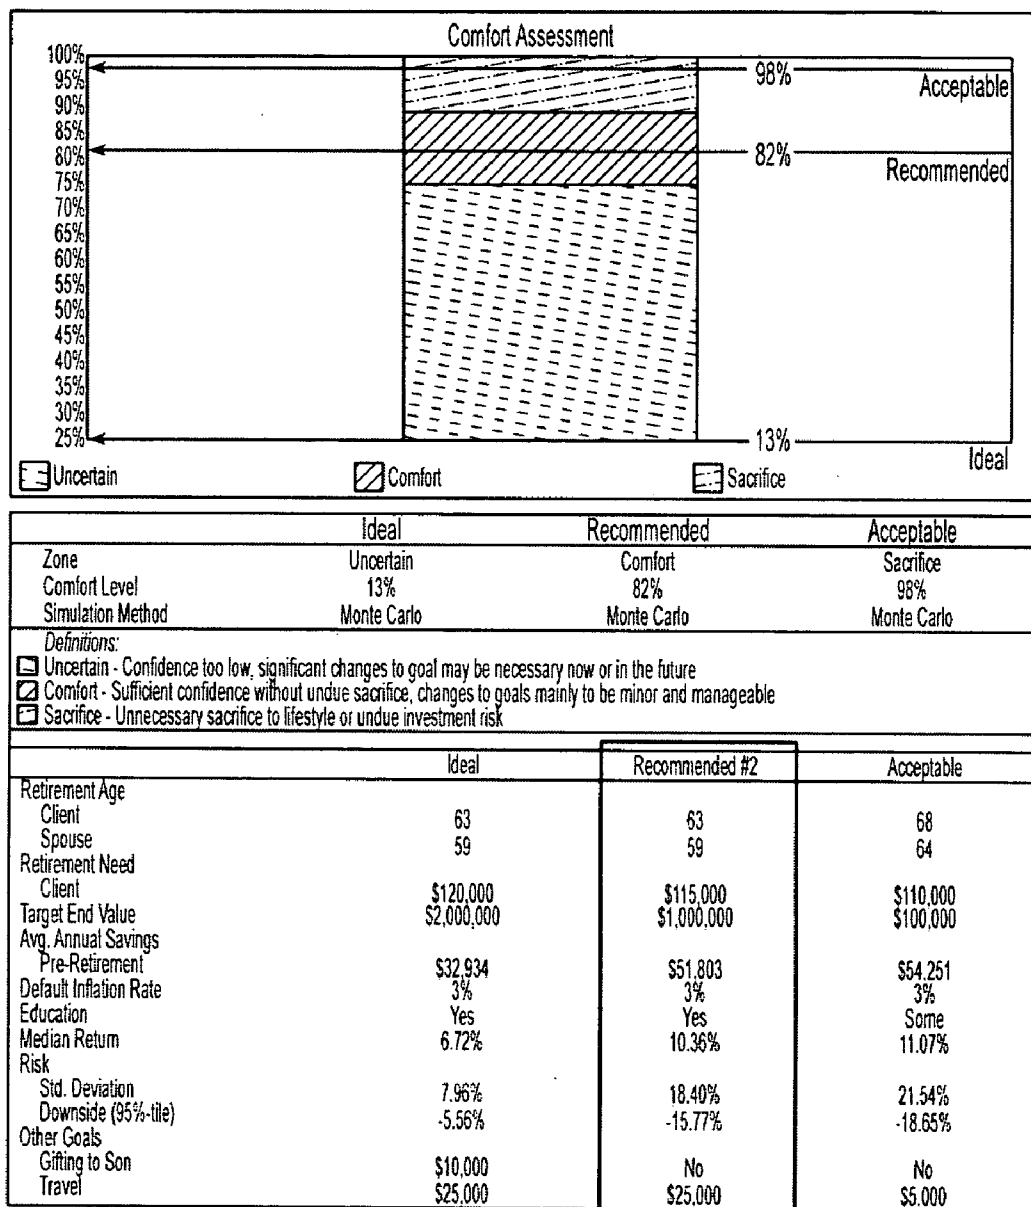 Comfort Assessment
100%
95%
90%
85%
80%
75%
70%
65%
60%
55%
50%
45%
40%
35%
30%
25%
98%
Acceptable
82%
Recommended
13%
Ideal
Uncertain Comfort Sacrifice
Ideal Recommended Acceptable
Zone Uncertain Comfort Sacrifice
Comfort Level 13% 82% 98%
Simulation Method Monte Carlo Monte Carlo Monte Carlo
Definitions:
Uncertain - Confidence too low, significant changes to goal may be necessary now or in the future
Comfort - Sufficient confidence without undue sacrifice, changes to goals mainly to be minor and manageable
Sacrifice - Unnecessary sacrifice to lifestyle or undue investment risk
Ideal Recommended #2 Acceptable
Retirement Age
Client 63 63 68
Spouse 59 59 64
Retirement Need
Client $120,000 $115,000 $110,000
Target End Value $2,000,000 $1,000,000 $100,000
Avg. Annual Savings
Pre-Retirement $32,934 $51,803 $54,251
Default Inflation Rate 3% 3% 3%
Education Yes Yes Some
Median Return 6.72% 10.36% 11.07%
Risk
Std. Deviation 7.96% 18.40% 21.54%
Downside (95%-tile) -5.56% -15.77% -18.65%
Other Goals
Gifting to Son $10,000 No No
Travel $25,000 $25,000 $5,000